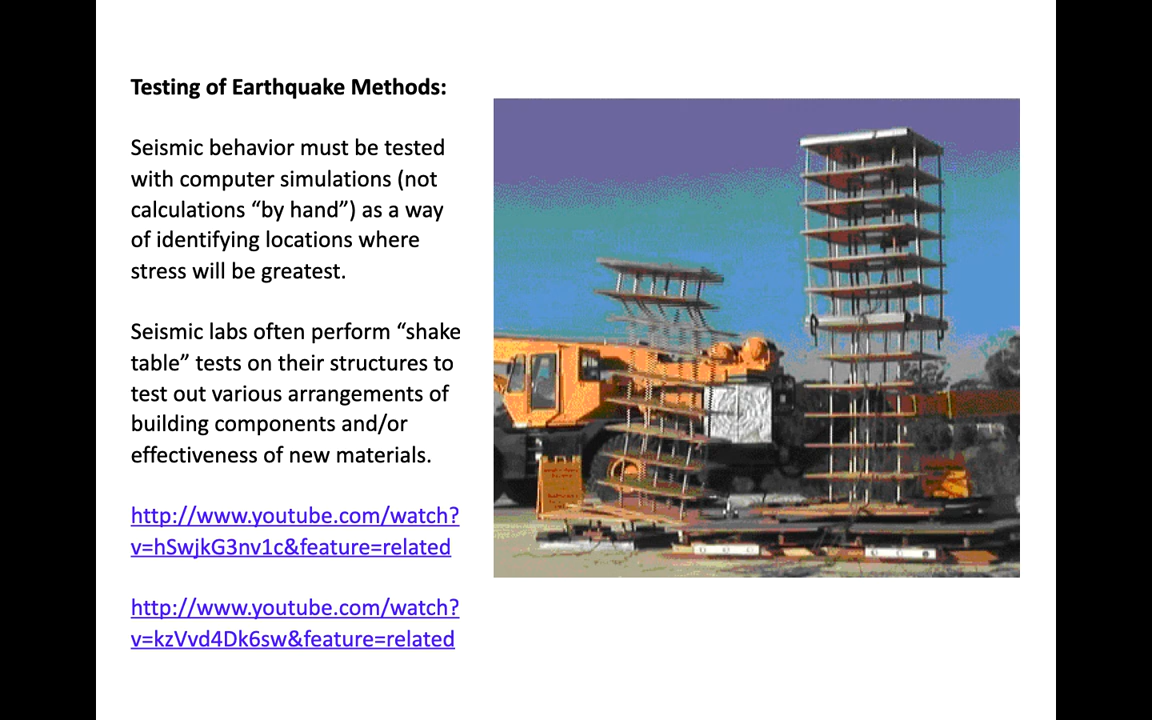 Testing of Earthquake Methods:
Seismic behavior must be tested
with computer simulations (not
calculations “by hand”) as a way
of identifying locations where
stress will be greatest.
Seismic labs often perform “shake
table” tests on their structures to
test out various arrangements of
building components and/or
effectiveness of new materials.
http://www.youtube.com/watch?
v=hSwjkG3nv1c&feature=related
http://www.youtube.com/watch?
v=kzVvd4Dk6sw&feature=related